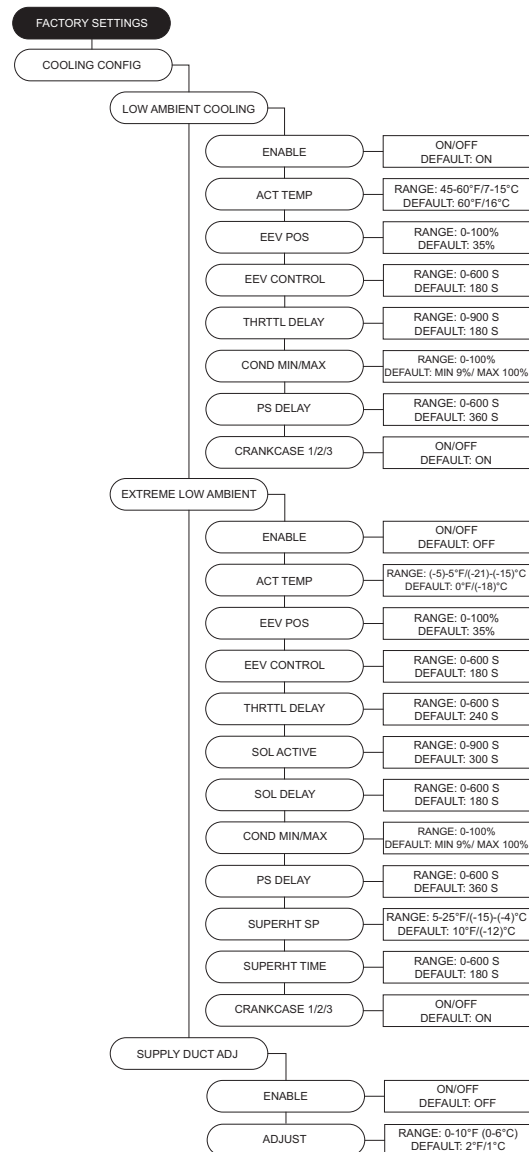 FACTORY SETTINGS
COOLING CONFIG
LOW AMBIENT COOLING
ENABLE
ON/OFF
DEFAULT: ON
ACT TEMP
RANGE: 45-60°F/7-15°C
DEFAULT: 60°F/16°C
EEV POS
RANGE: 0-100%
DEFAULT: 35%
EEV CONTROL
RANGE: 0-600 S
DEFAULT: 180 S
THRTTL DELAY
RANGE: 0-900 S
DEFAULT: 180 S
COND MIN/MAX
RANGE: 0-100%
DEFAULT: MIN 9%/ MAX 100%
PS DELAY
RANGE: 0-600 S
DEFAULT: 360 S
CRANKCASE 1/2/3
ON/OFF
DEFAULT: ON
EXTREME LOW AMBIENT
ENABLE
ON/OFF
DEFAULT: OFF
ACT TEMP
RANGE: (-5)-5°F/(-21)-(-15)°C
DEFAULT: 0°F/(-18)°C
EEV POS
RANGE: 0-100%
DEFAULT: 35%
EEV CONTROL
RANGE: 0-600 S
DEFAULT: 180 S
THRTTL DELAY
RANGE: 0-600 S
DEFAULT: 240 S
SOL ACTIVE
RANGE: 0-900 S
DEFAULT: 300 S
SOL DELAY
RANGE: 0-600 S
DEFAULT: 180 S
COND MIN/MAX
RANGE: 0-100%
DEFAULT: MIN 9%/ MAX 100%
PS DELAY
RANGE: 0-600 S
DEFAULT: 360 S
SUPERHT SP
RANGE: 5-25°F/(-15)-(-4)°C
DEFAULT: 10°F/(-12)°C
SUPERHT TIME
RANGE: 0-600 S
DEFAULT: 180 S
CRANKCASE 1/2/3
ON/OFF
DEFAULT: ON
SUPPLY DUCT ADJ
ENABLE
ON/OFF
DEFAULT: OFF
ADJUST
RANGE: 0-10°F (0-6°C)
DEFAULT: 2°F/1°C